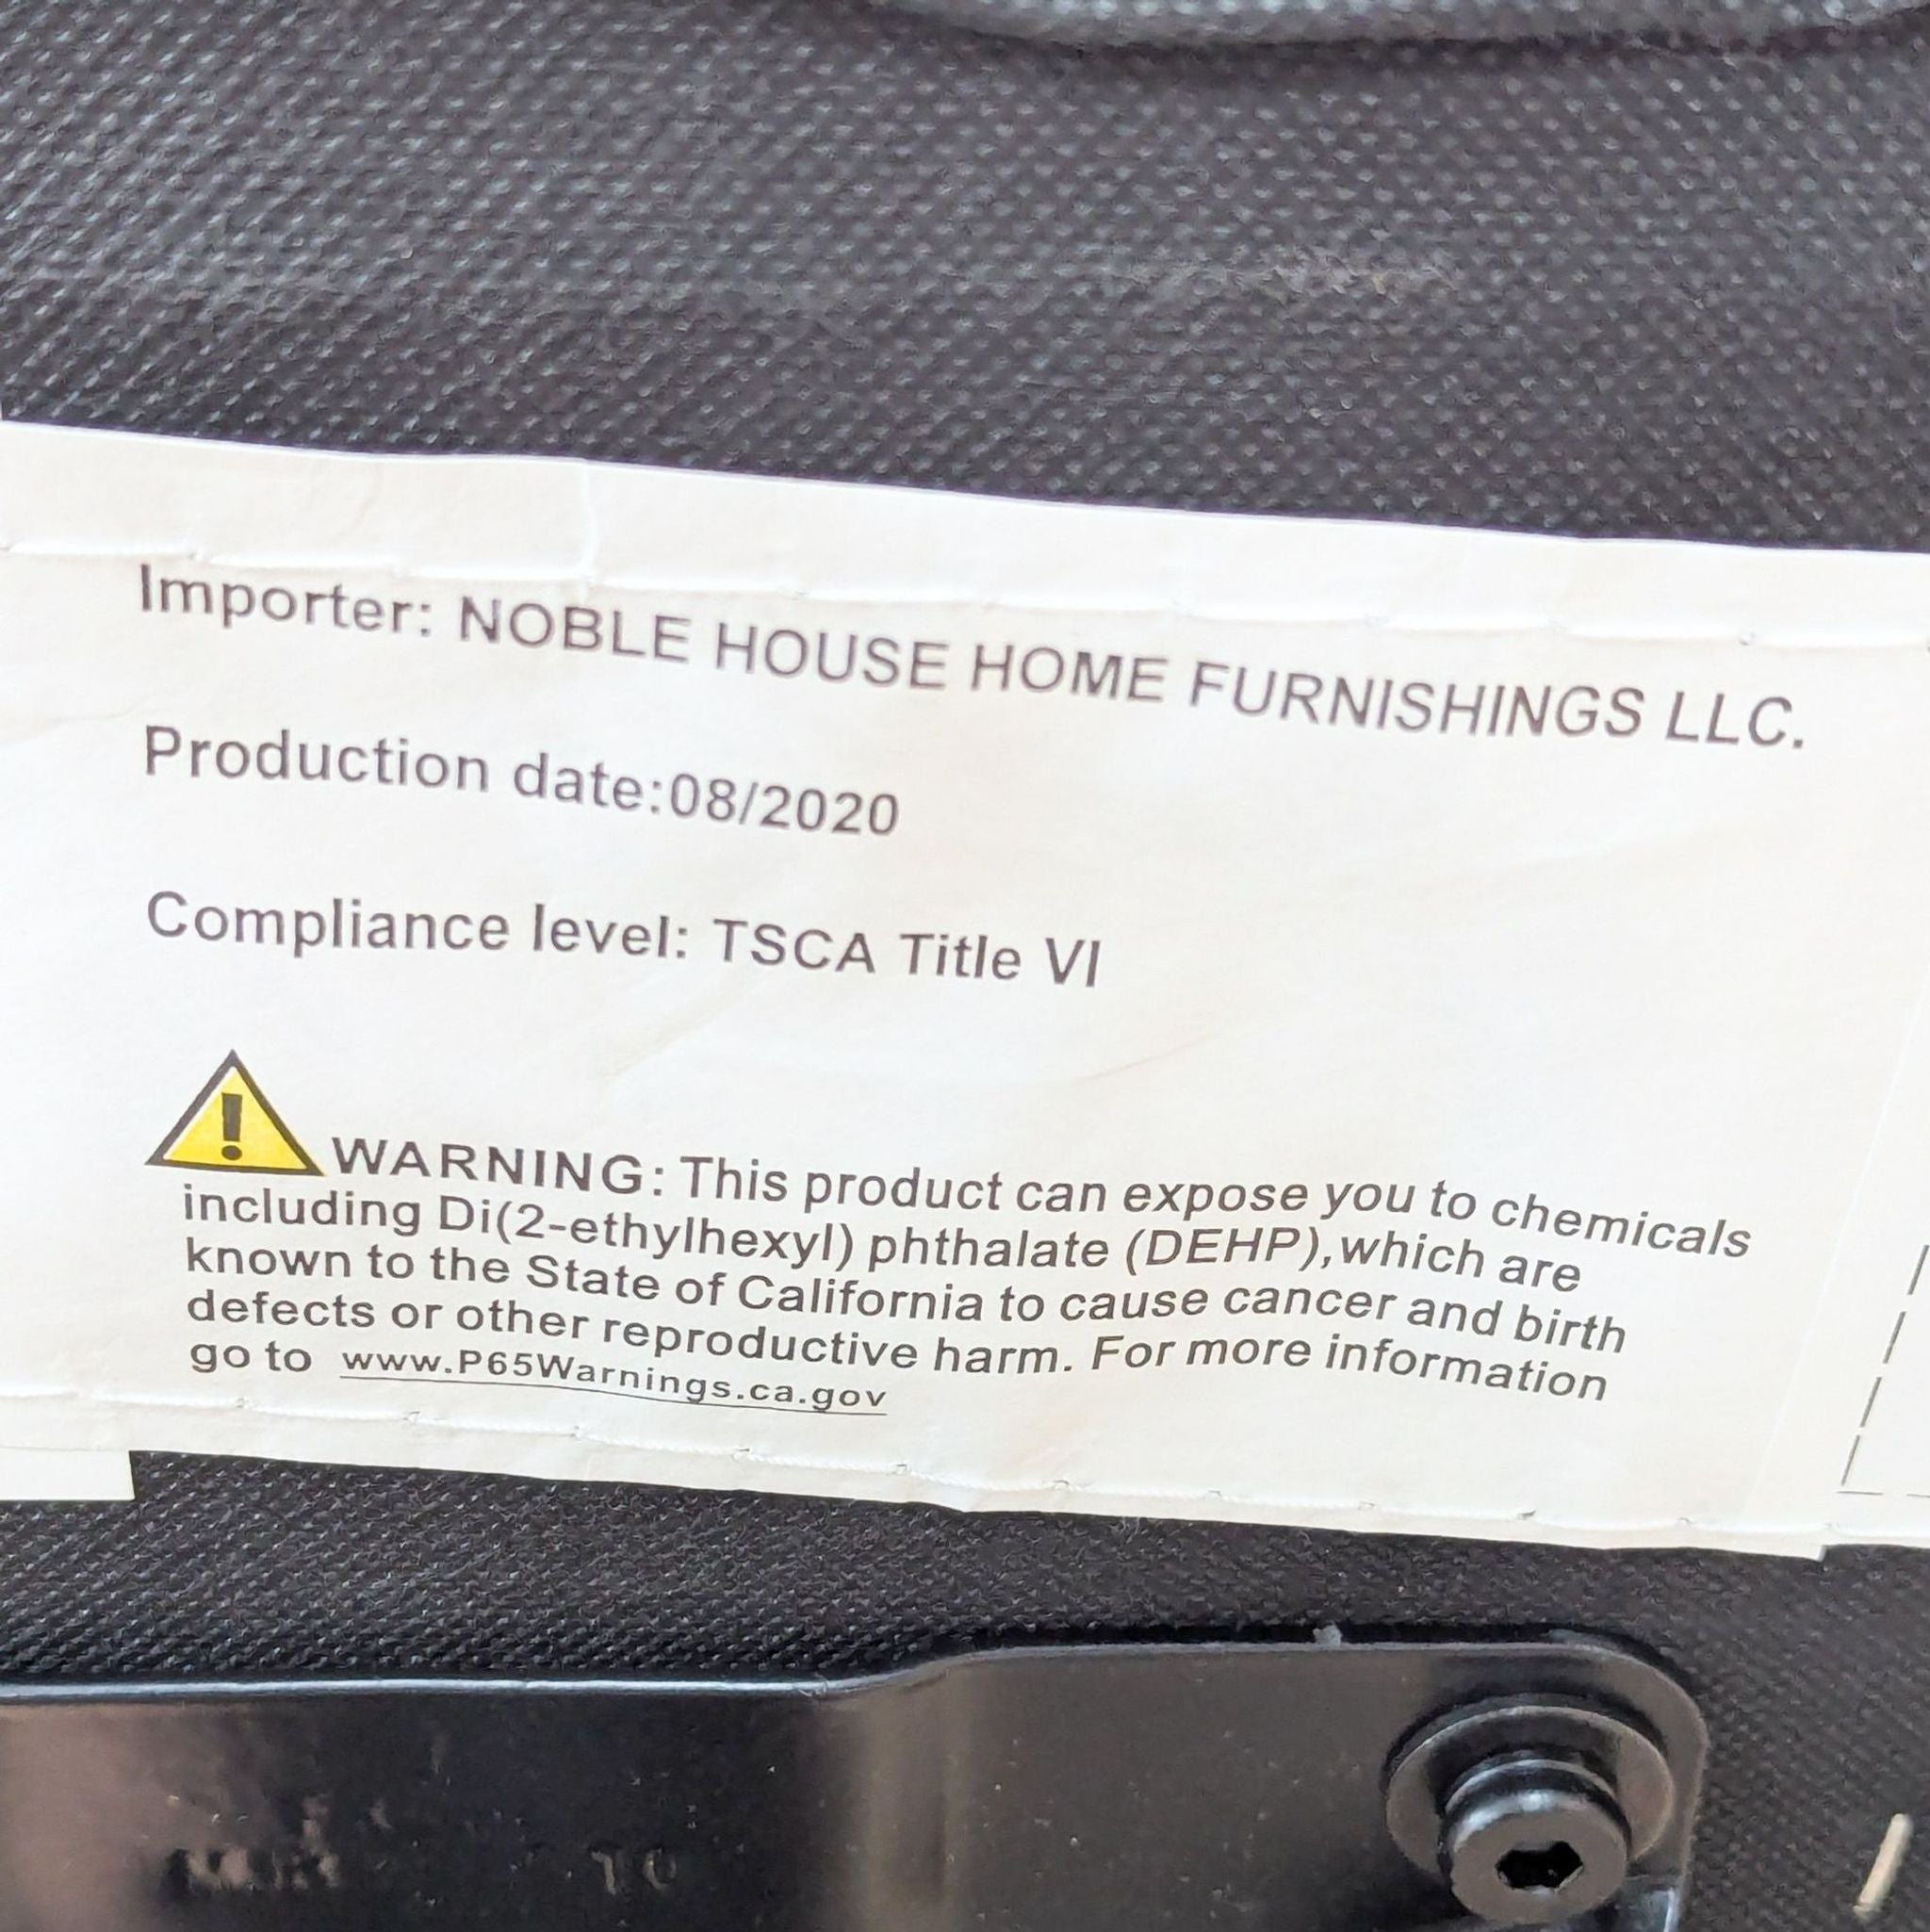 Importer: NOBLE HOUSE HOME FURNISHINGS LLC.
Production date:08/2020
Compliance level: TSCA Title VI
WARNING: This product can expose you to chemicals
including Di(2-ethylhexyl) phthalate (DEHP),which are
known to the State of California to cause cancer and birth
defects or other reproductive harm. For more information
go to www.P65Warnings.ca.gov